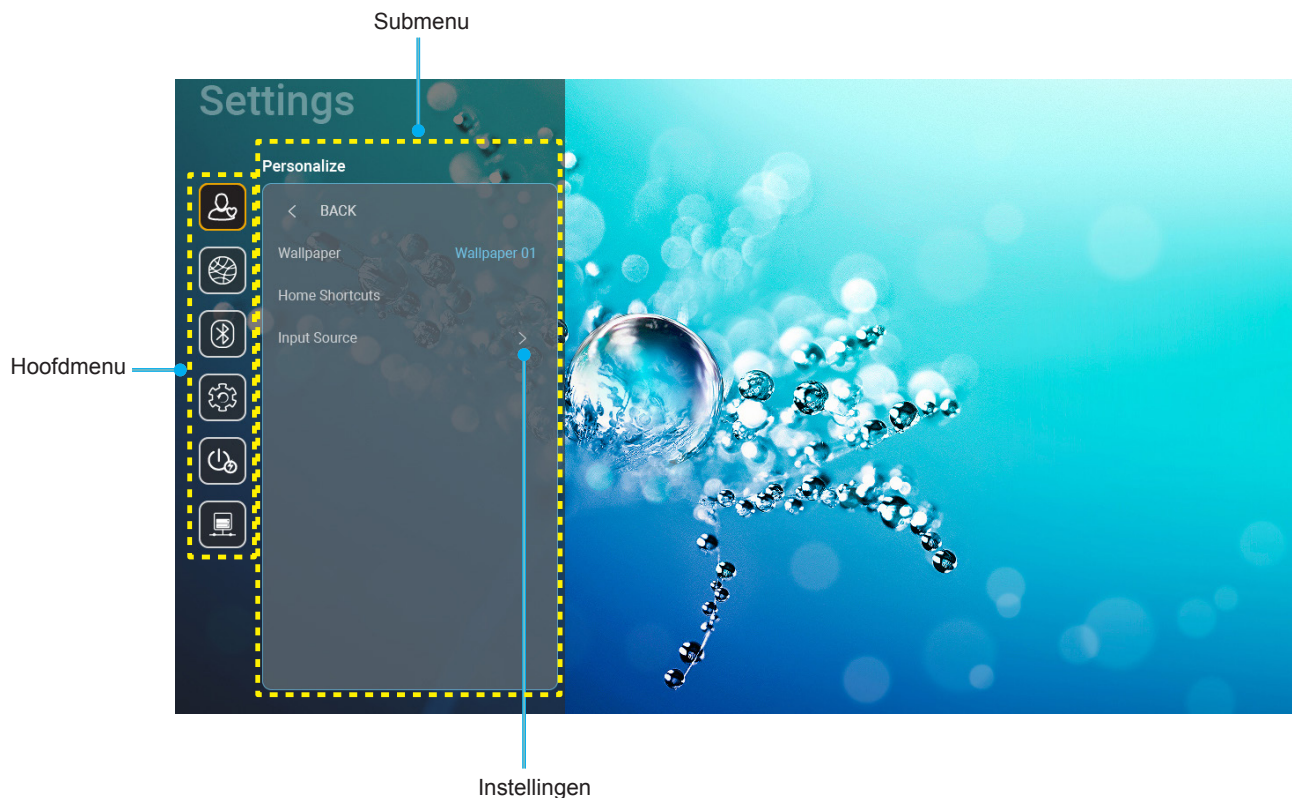 Submenu
Settings
Personalize
BACK
Wallpaper Wallpaper 01
Home Shortcuts
Input Source
Hoofdmenu
Instellingen